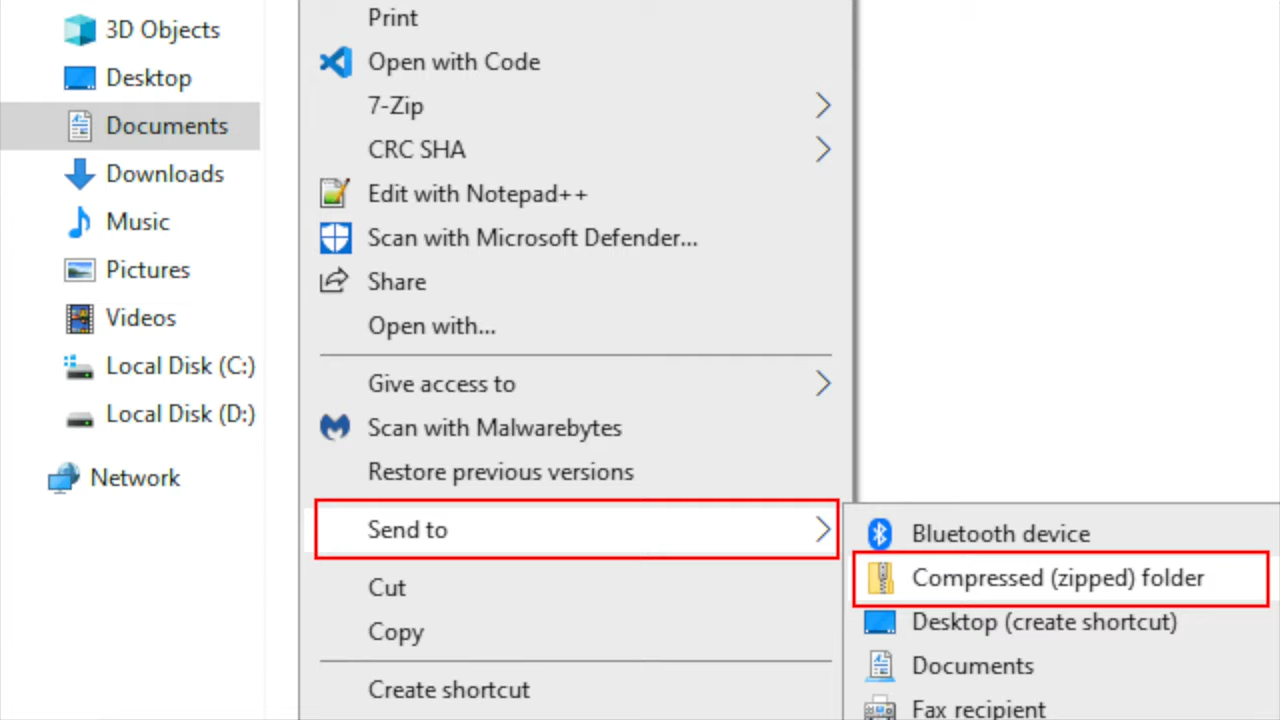 3D Objects
Desktop
Documents
Downloads
Music
Pictures
Videos
Local Disk (C:)
Local Disk (D:)
Network
Print
Open with Code
7-Zip
CRC SHA
Edit with Notepad++
Scan with Microsoft Defender...
Share
Open with...
Give access to
Scan with Malwarebytes
Restore previous versions
Send to
Cut
Copy
Create shortcut
Bluetooth device
Compressed (zipped) folder
Desktop (create shortcut)
Documents
Fax recipient